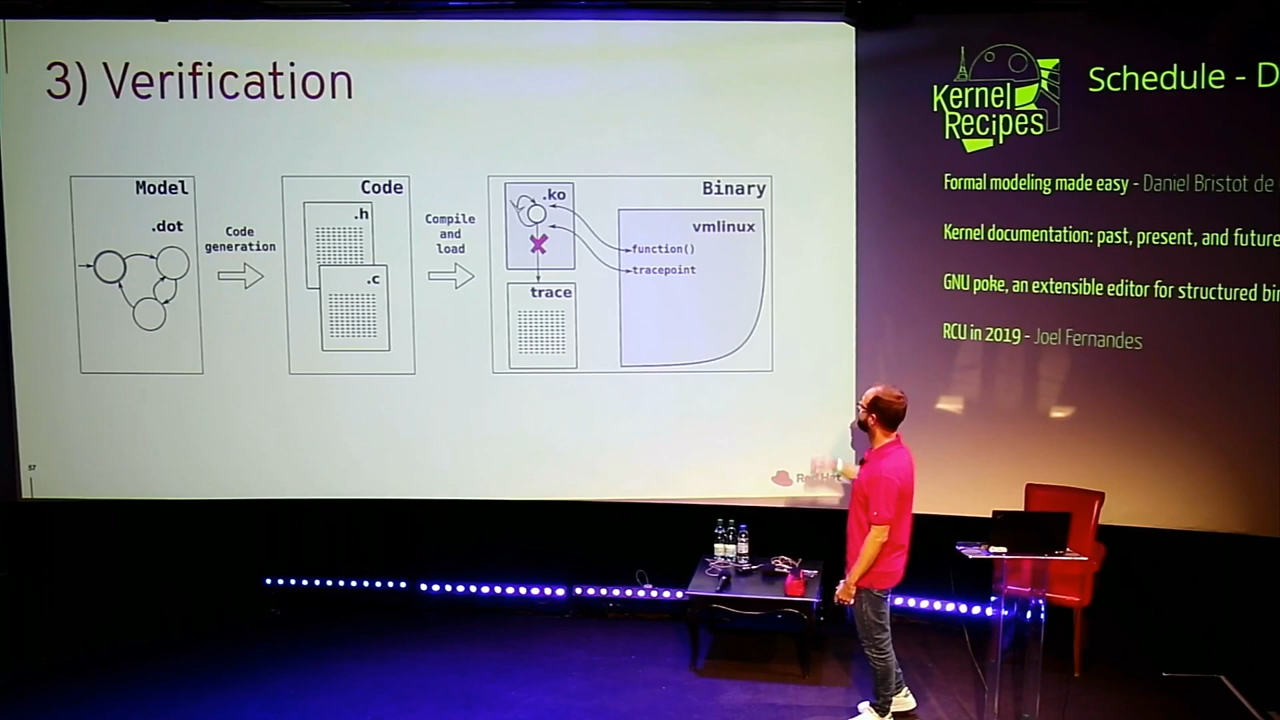 3) Verification
Model
.dot
Code
generation
Code
.h
.c
Compile
and
load
Binary
.ko
trace
vmlinux
function()
tracepoint
57
Red Hat
Kernel
Recipes
Schedule - D
Formal modeling made easy - Daniel Bristot de
Kernel documentation: past, present, and future
GNU poke, an extensible editor for structured bi
RCU in 2019 - Joel Fernandes